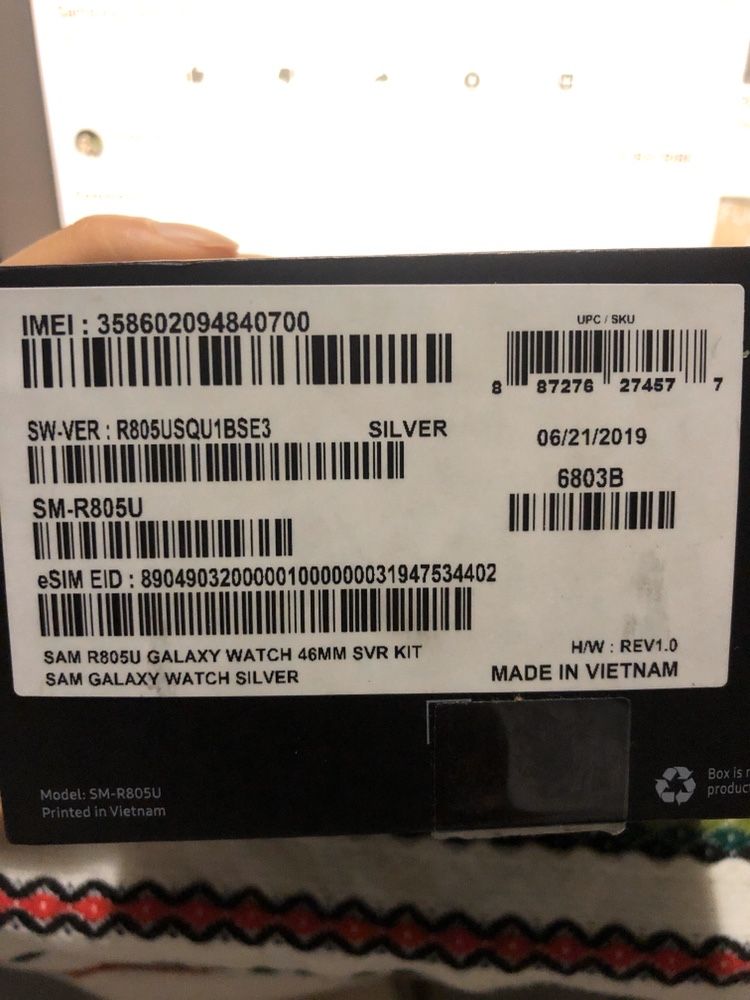 IMEI : 358602094840700
UPC / SKU
8 87276 27457 7
SW-VER : R805USQU1BSE3
SILVER
06/21/2019
6803B
SM-R805U
eSIM EID : 89049032000001000000031947534402
SAM R805U GALAXY WATCH 46MM SVR KIT
SAM GALAXY WATCH SILVER
H/W : REV1.0
MADE IN VIETNAM
Model: SM-R805U
Printed in Vietnam
Box is